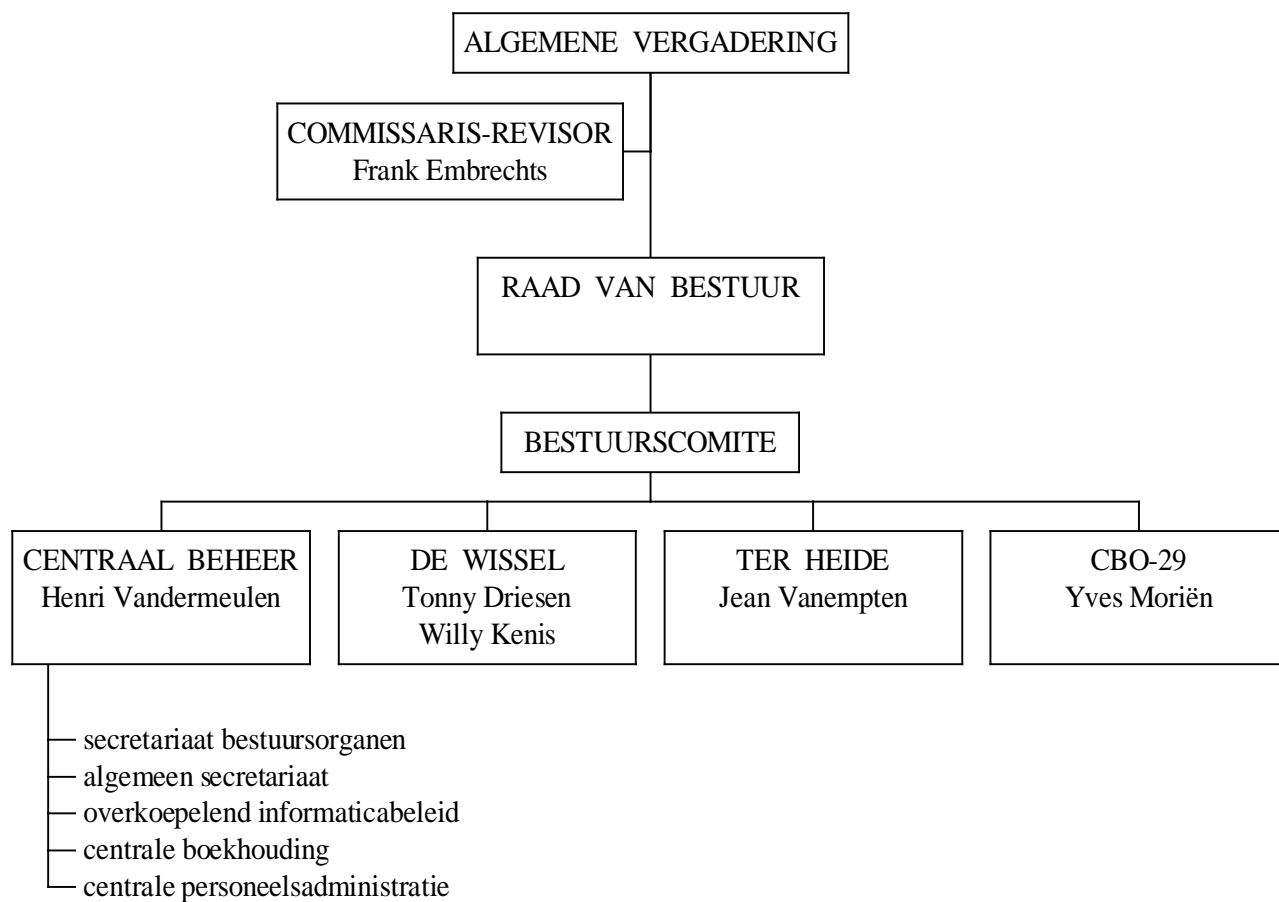 ALGEMENE VERGADERING
COMMISSARIS-REVISOR
Frank Embrechts
RAAD VAN BESTUUR
BESTUURSCOMITE
CENTRAAL BEHEER
Henri Vandermeulen
DE WISSEL
Tonny Driesen
Willy Kenis
TER HEIDE
Jean Vanempten
CBO-29
Yves Moriën
secretariaat bestuursorganen
algemeen secretariaat
overkoepelend informaticabeleid
centrale boekhouding
centrale personeelsadministratie